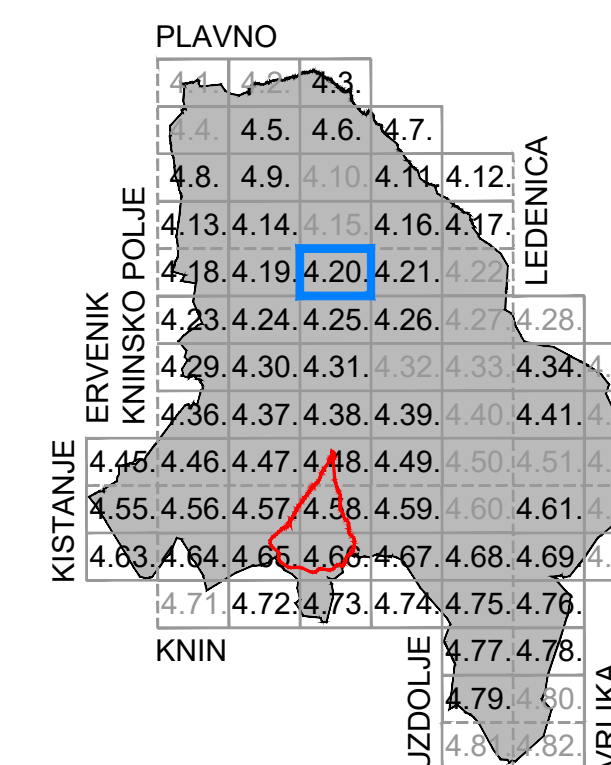 PLAVNO
4.1. 4.2. 4.3.
4.4. 4.5. 4.6. 4.7.
4.8. 4.9. 4.10. 4.11. 4.12.
4.13. 4.14. 4.15. 4.16. 4.17.
4.18. 4.19. 4.20. 4.21. 4.22.
4.23. 4.24. 4.25. 4.26. 4.27. 4.28.
4.29. 4.30. 4.31. 4.32. 4.33. 4.34. 4.
4.36. 4.37. 4.38. 4.39. 4.40. 4.41. 4.
4.45. 4.46. 4.47. 4.48. 4.49. 4.50. 4.51. 4.
4.55. 4.56. 4.57. 4.58. 4.59. 4.60. 4.61. 4.
4.63. 4.64. 4.65. 4.66. 4.67. 4.68. 4.69. 4.
4.71. 4.72. 4.73. 4.74. 4.75. 4.76.
4.77. 4.78.
4.79. 4.80.
4.81. 4.82.
LEDENICA
KNINSKO POLJE
ERVENIK
KISTANJE
KNIN
UZDOLJE
VRLIKA